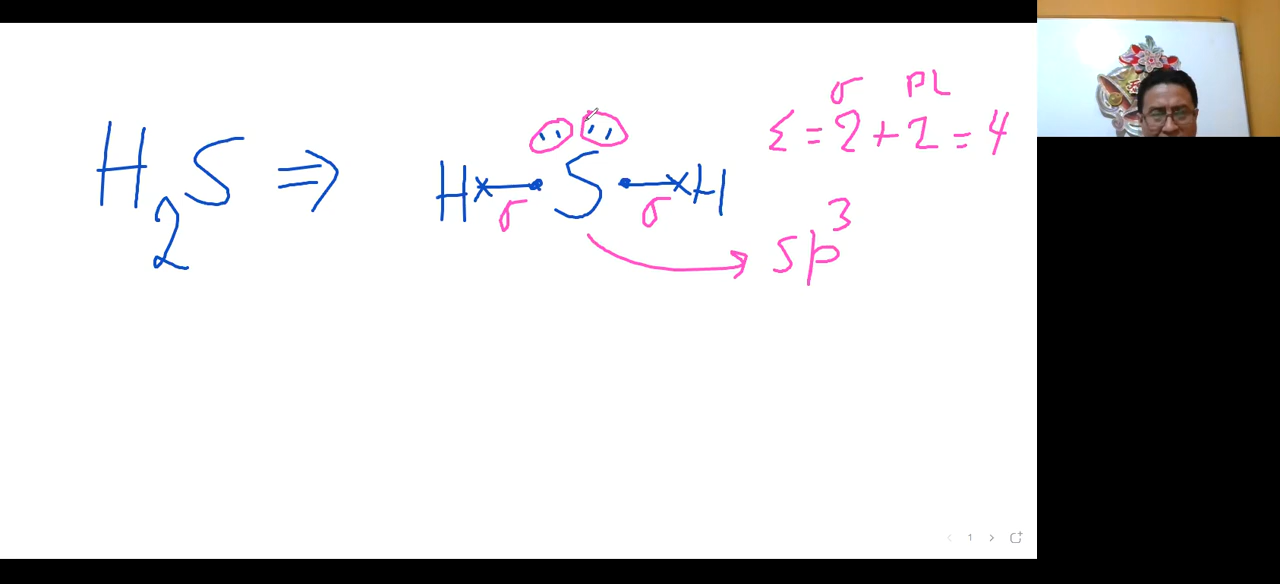 σ PL
Σ = 2 + 2 = 4
H₂S ⇒ H x—• S •—x H
σ σ
sp³
1